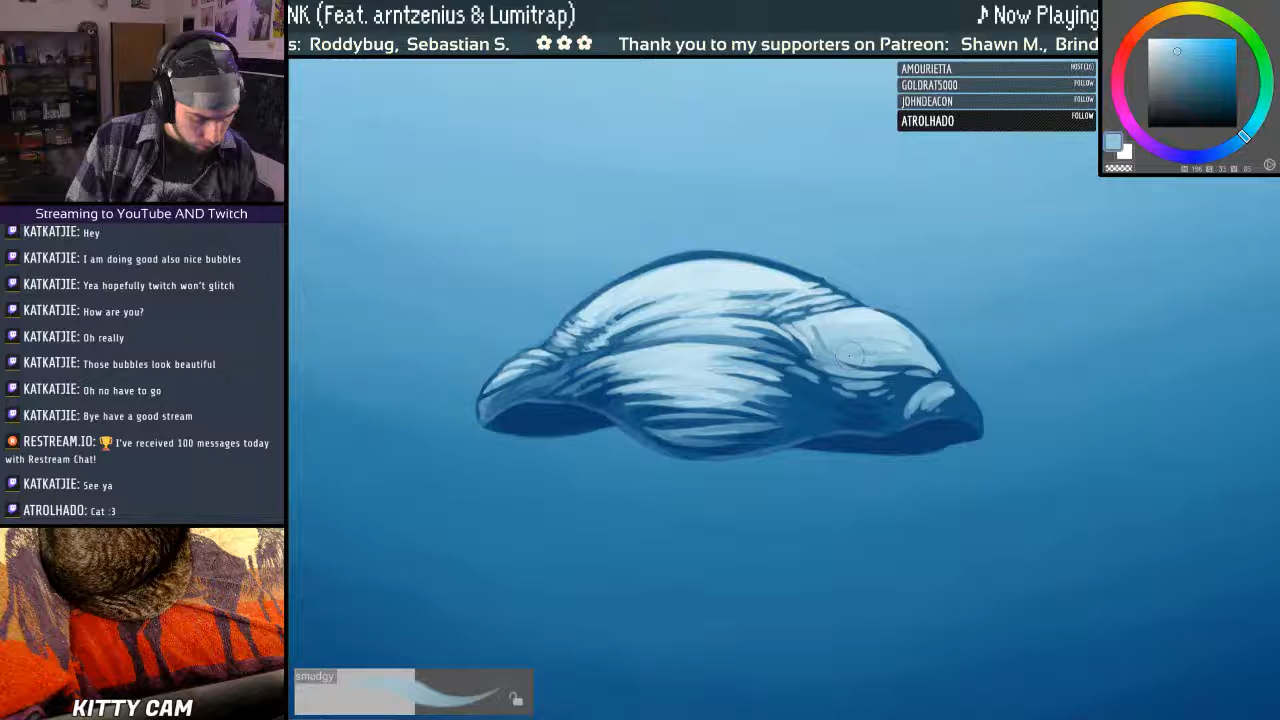 NK (Feat. arntzenius & Lumitrap)
♪ Now Playing
s: Roddybug, Sebastian S. ✿ ✿ ✿ Thank you to my supporters on Patreon: Shawn M., Brind
AMOURIETTA HOST (16)
GOLDRAT5000 FOLLOW
JOHNDEACON FOLLOW
ATROLHADO FOLLOW
Streaming to YouTube AND Twitch
KATKATJIE: Hey
KATKATJIE: I am doing good also nice bubbles
KATKATJIE: Yea hopefully twitch won't glitch
KATKATJIE: How are you?
KATKATJIE: Oh really
KATKATJIE: Those bubbles look beautiful
KATKATJIE: Oh no have to go
KATKATJIE: Bye have a good stream
RESTREAM.IO: 🏆 I've received 100 messages today
with Restream Chat!
KATKATJIE: See ya
ATROLHADO: Cat :3
KITTY CAM
smudgy